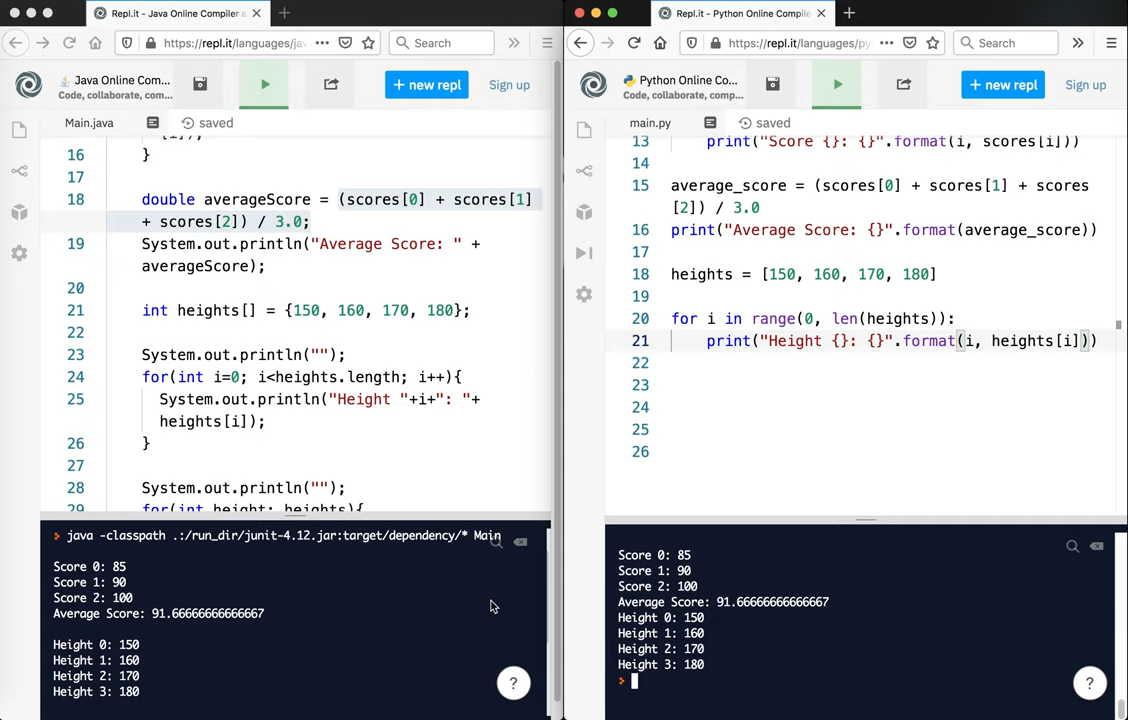 Repl.it - Java Online Compiler a
https://repl.it/languages/jav
Search
Java Online Com...
Code, collaborate, com...
+ new repl
Sign up
Main.java
saved
[i]);
16 }
17
18 double averageScore = (scores[0] + scores[1]
+ scores[2]) / 3.0;
19 System.out.println("Average Score: " +
averageScore);
20
21 int heights[] = {150, 160, 170, 180};
22
23 System.out.println("");
24 for(int i=0; i<heights.length; i++){
25 System.out.println("Height "+i+": "+
heights[i]);
26 }
27
28 System.out.println("");
29 for(int height: heights){
> java -classpath .:/run_dir/junit-4.12.jar:target/dependency/* Main
Score 0: 85
Score 1: 90
Score 2: 100
Average Score: 91.66666666666667
Height 0: 150
Height 1: 160
Height 2: 170
Height 3: 180
?
Repl.it - Python Online Compile
https://repl.it/languages/py
Search
Python Online Co...
Code, collaborate, comp...
+ new repl
Sign up
main.py
saved
13 print("Score {}: {}".format(i, scores[i]))
14
15 average_score = (scores[0] + scores[1] + scores
[2]) / 3.0
16 print("Average Score: {}".format(average_score))
17
18 heights = [150, 160, 170, 180]
19
20 for i in range(0, len(heights)):
21 print("Height {}: {}".format(i, heights[i]))
22
23
24
25
26
Score 0: 85
Score 1: 90
Score 2: 100
Average Score: 91.66666666666667
Height 0: 150
Height 1: 160
Height 2: 170
Height 3: 180
>
?